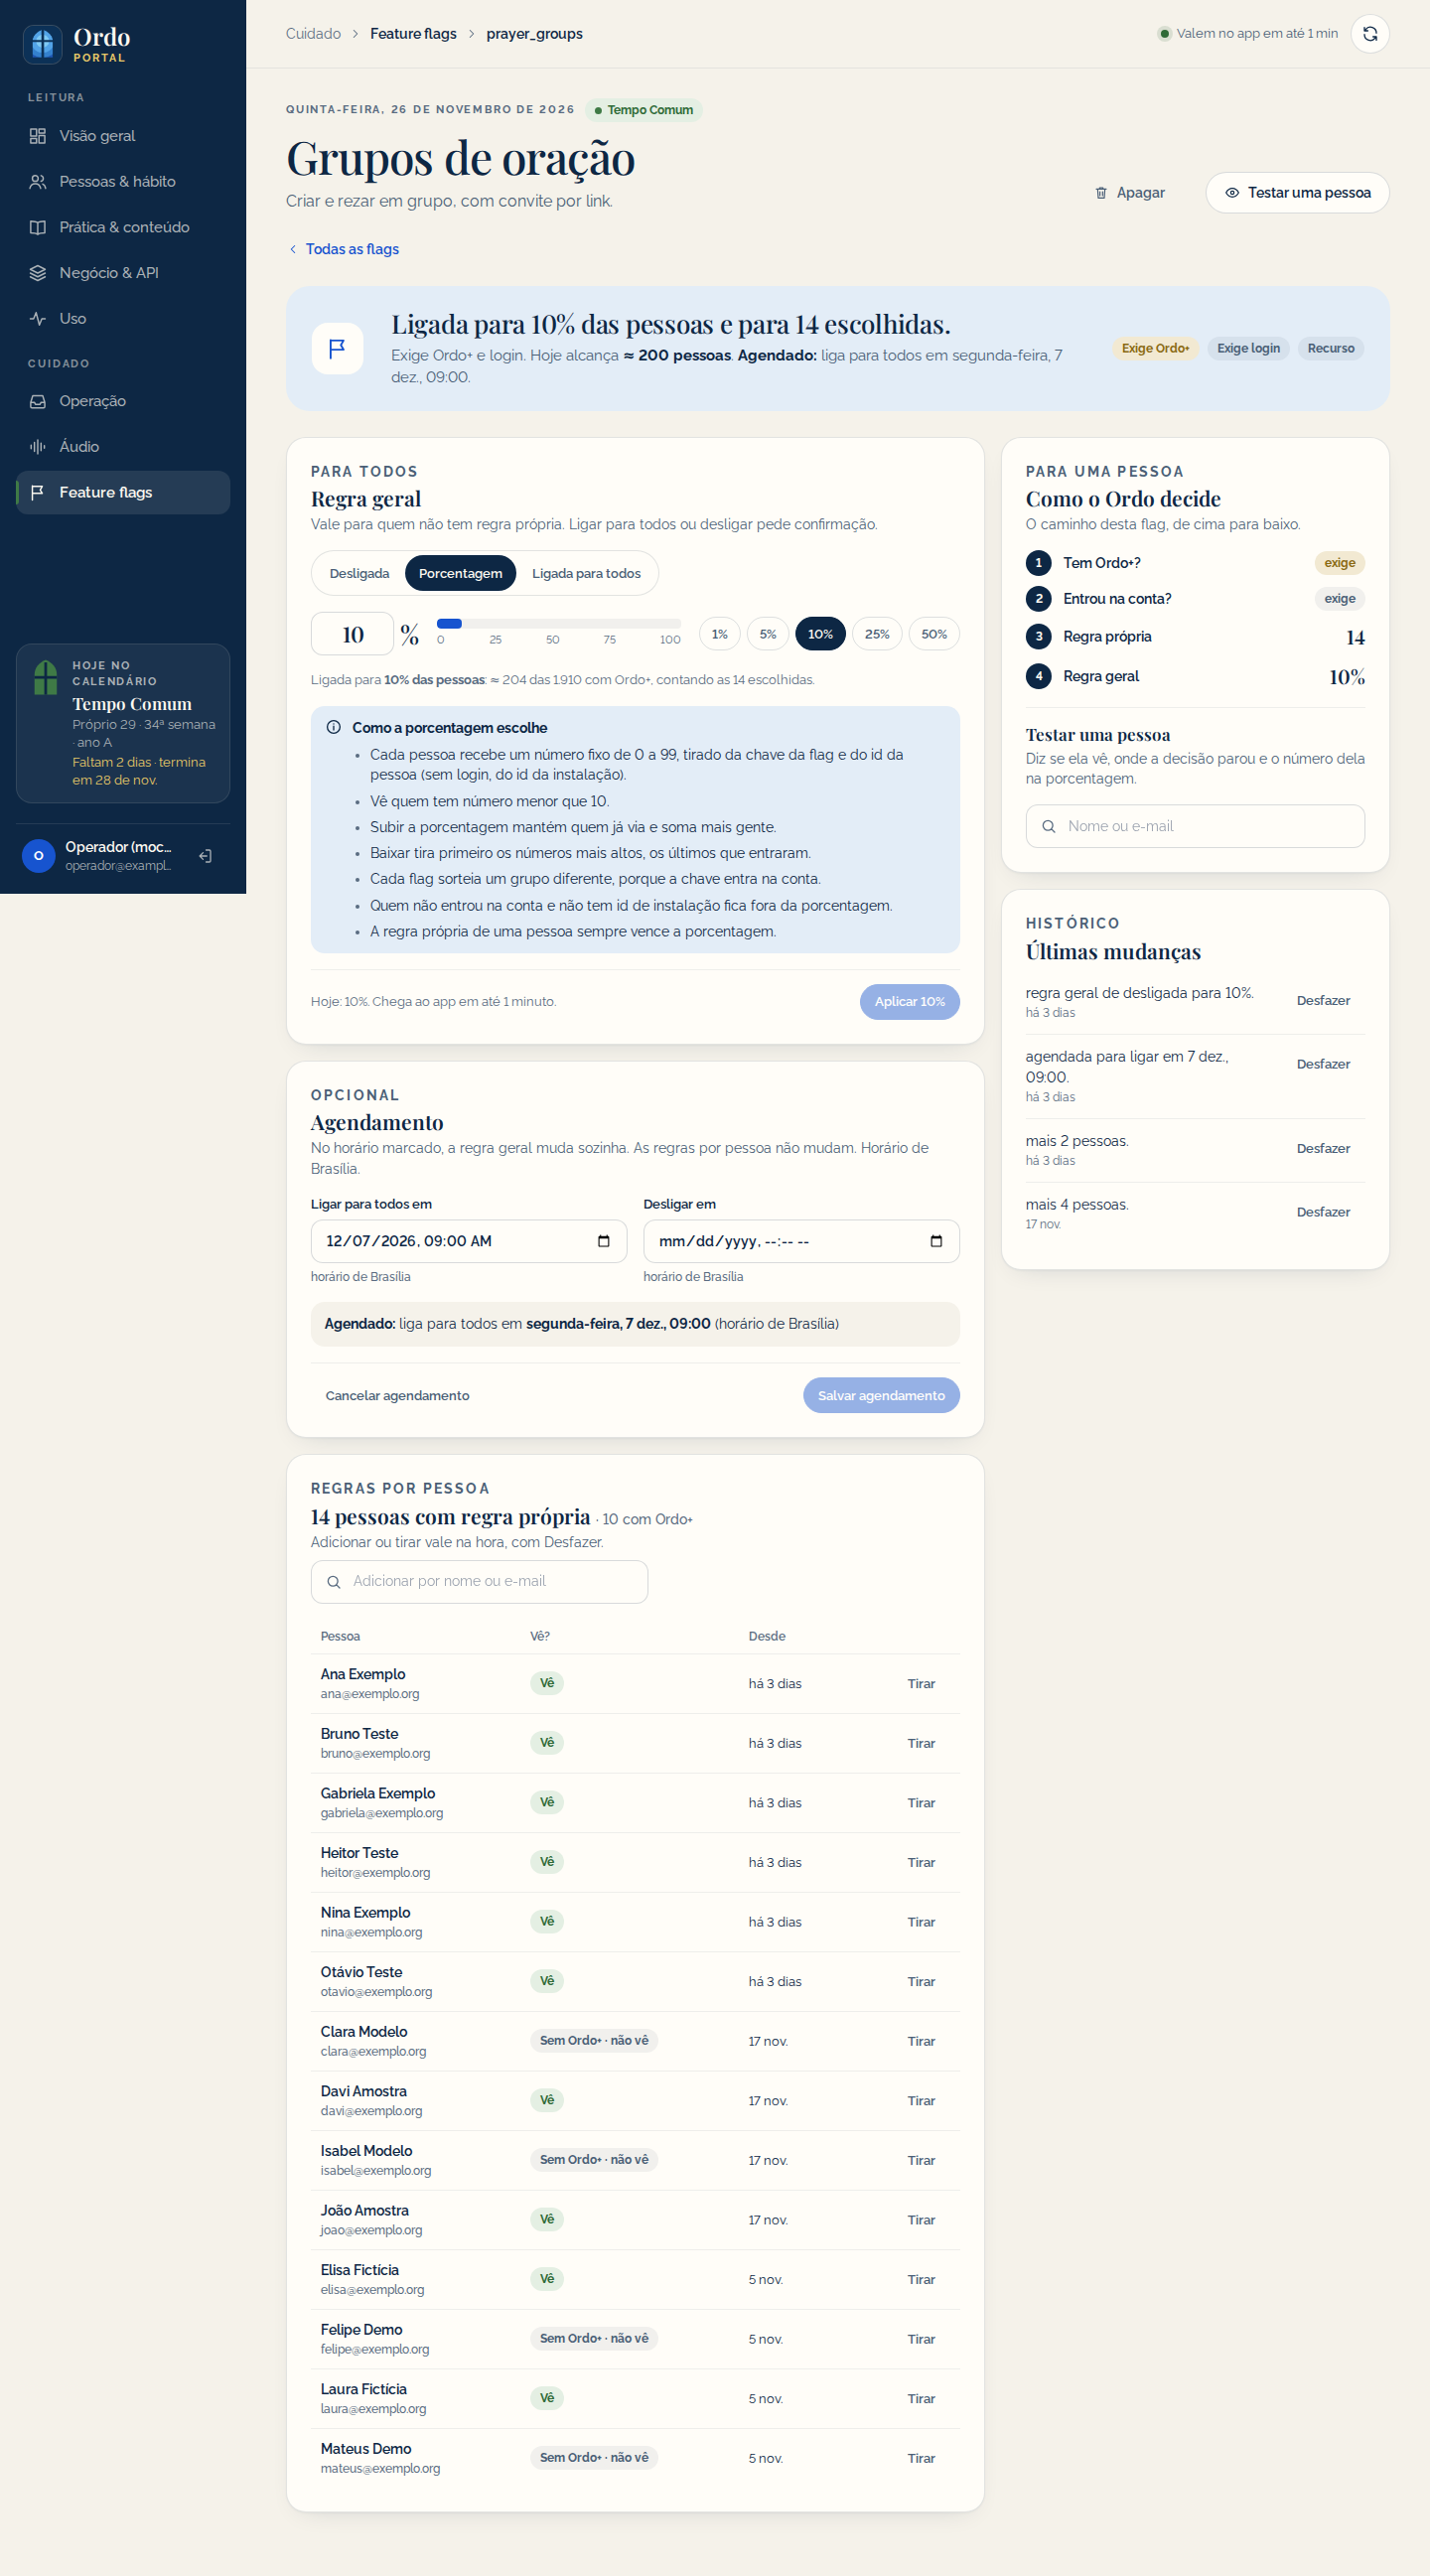 Ordo
PORTAL
LEITURA
Visão geral
Pessoas & hábito
Prática & conteúdo
Negócio & API
Uso
CUIDADO
Operação
Áudio
Feature flags
HOJE NO
CALENDÁRIO
Tempo Comum
Próprio 29 · 34ª semana
· ano A
Faltam 2 dias · termina
em 28 de nov.
O
Operador (moc...
operador@exampl...
Cuidado > Feature flags > prayer_groups
Valem no app em até 1 min
QUINTA-FEIRA, 26 DE NOVEMBRO DE 2026
Tempo Comum
Grupos de oração
Criar e rezar em grupo, com convite por link.
Apagar
Testar uma pessoa
Todas as flags
Ligada para 10% das pessoas e para 14 escolhidas.
Exige Ordo+ e login. Hoje alcança ≈ 200 pessoas. Agendado: liga para todos em segunda-feira, 7
dez., 09:00.
Exige Ordo+
Exige login
Recurso
PARA TODOS
Regra geral
Vale para quem não tem regra própria. Ligar para todos ou desligar pede confirmação.
Desligada
Porcentagem
Ligada para todos
10 %
0 25 50 75 100
1% 5% 10% 25% 50%
Ligada para 10% das pessoas: ≈ 204 das 1.910 com Ordo+, contando as 14 escolhidas.
Como a porcentagem escolhe
• Cada pessoa recebe um número fixo de 0 a 99, tirado da chave da flag e do id da
pessoa (sem login, do id da instalação).
• Vê quem tem número menor que 10.
• Subir a porcentagem mantém quem já via e soma mais gente.
• Baixar tira primeiro os números mais altos, os últimos que entraram.
• Cada flag sorteia um grupo diferente, porque a chave entra na conta.
• Quem não entrou na conta e não tem id de instalação fica fora da porcentagem.
• A regra própria de uma pessoa sempre vence a porcentagem.
Hoje: 10%. Chega ao app em até 1 minuto.
Aplicar 10%
OPCIONAL
Agendamento
No horário marcado, a regra geral muda sozinha. As regras por pessoa não mudam. Horário de
Brasília.
Ligar para todos em
12/07/2026, 09:00 AM
horário de Brasília
Desligar em
mm/dd/yyyy, --:-- --
horário de Brasília
Agendado: liga para todos em segunda-feira, 7 dez., 09:00 (horário de Brasília)
Cancelar agendamento
Salvar agendamento
REGRAS POR PESSOA
14 pessoas com regra própria · 10 com Ordo+
Adicionar ou tirar vale na hora, com Desfazer.
Adicionar por nome ou e-mail
Pessoa Vê? Desde
Ana Exemplo
ana@exemplo.org
Vê há 3 dias Tirar
Bruno Teste
bruno@exemplo.org
Vê há 3 dias Tirar
Gabriela Exemplo
gabriela@exemplo.org
Vê há 3 dias Tirar
Heitor Teste
heitor@exemplo.org
Vê há 3 dias Tirar
Nina Exemplo
nina@exemplo.org
Vê há 3 dias Tirar
Otávio Teste
otavio@exemplo.org
Vê há 3 dias Tirar
Clara Modelo
clara@exemplo.org
Sem Ordo+ · não vê 17 nov. Tirar
Davi Amostra
davi@exemplo.org
Vê 17 nov. Tirar
Isabel Modelo
isabel@exemplo.org
Sem Ordo+ · não vê 17 nov. Tirar
João Amostra
joao@exemplo.org
Vê 17 nov. Tirar
Elisa Fictícia
elisa@exemplo.org
Vê 5 nov. Tirar
Felipe Demo
felipe@exemplo.org
Sem Ordo+ · não vê 5 nov. Tirar
Laura Fictícia
laura@exemplo.org
Vê 5 nov. Tirar
Mateus Demo
mateus@exemplo.org
Sem Ordo+ · não vê 5 nov. Tirar
PARA UMA PESSOA
Como o Ordo decide
O caminho desta flag, de cima para baixo.
1 Tem Ordo+? exige
2 Entrou na conta? exige
3 Regra própria 14
4 Regra geral 10%
Testar uma pessoa
Diz se ela vê, onde a decisão parou e o número dela
na porcentagem.
Nome ou e-mail
HISTÓRICO
Últimas mudanças
regra geral de desligada para 10%.
há 3 dias
Desfazer
agendada para ligar em 7 dez.,
09:00.
há 3 dias
Desfazer
mais 2 pessoas.
há 3 dias
Desfazer
mais 4 pessoas.
17 nov.
Desfazer